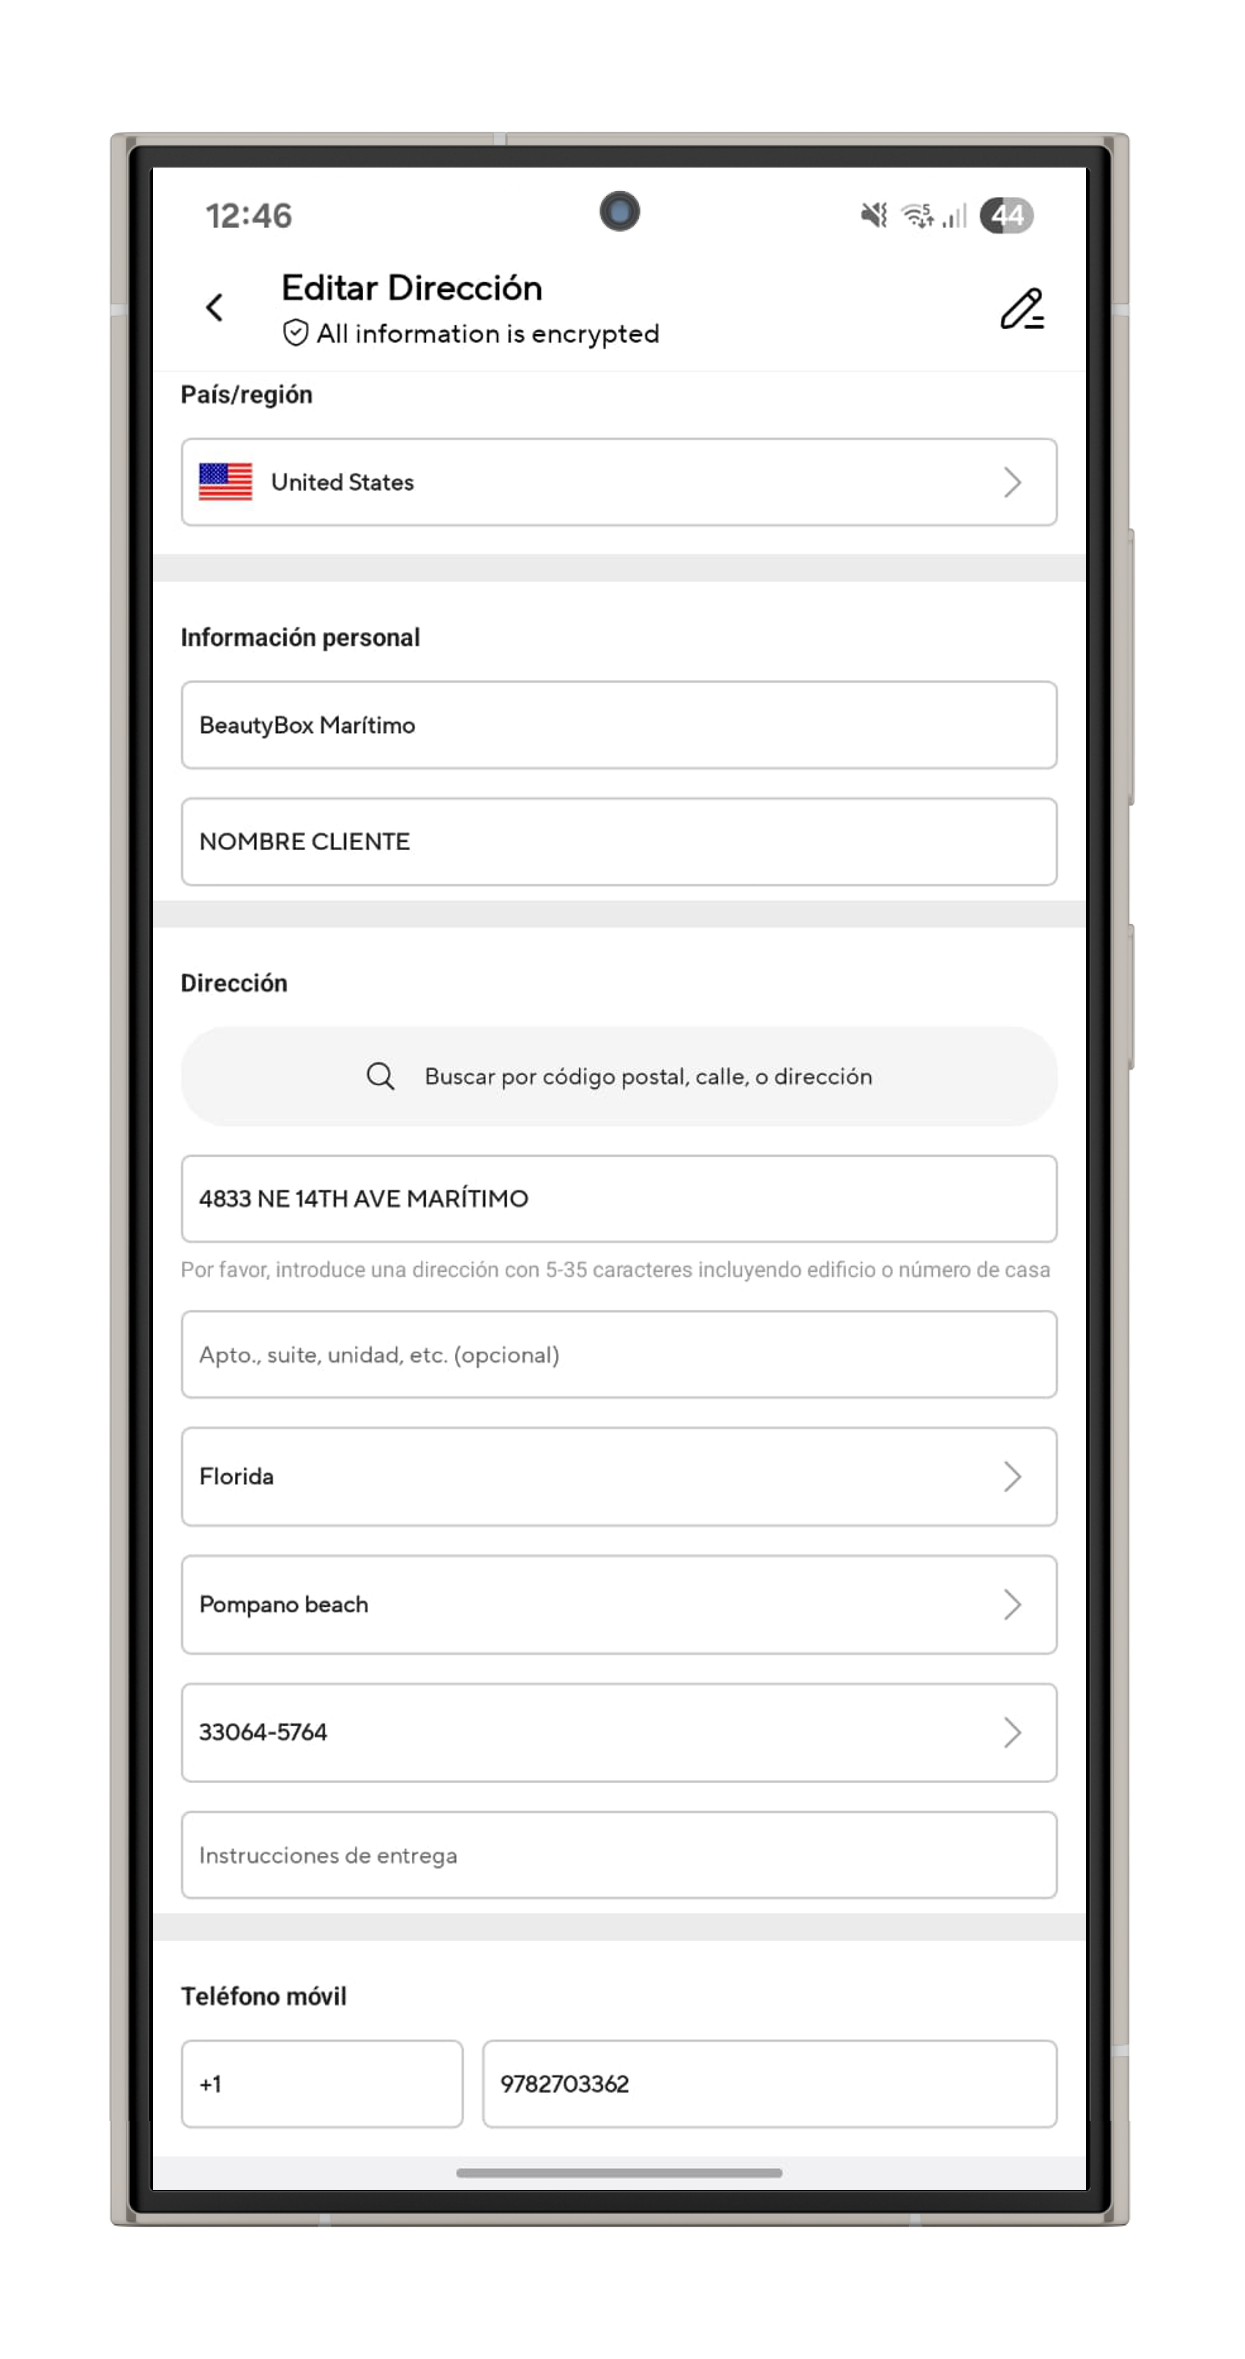 12:46
44
Editar Dirección
All information is encrypted
País/región
United States
Información personal
BeautyBox Marítimo
NOMBRE CLIENTE
Dirección
Buscar por código postal, calle, o dirección
4833 NE 14TH AVE MARÍTIMO
Por favor, introduce una dirección con 5-35 caracteres incluyendo edificio o número de casa
Apto., suite, unidad, etc. (opcional)
Florida
Pompano beach
33064-5764
Instrucciones de entrega
Teléfono móvil
+1
9782703362